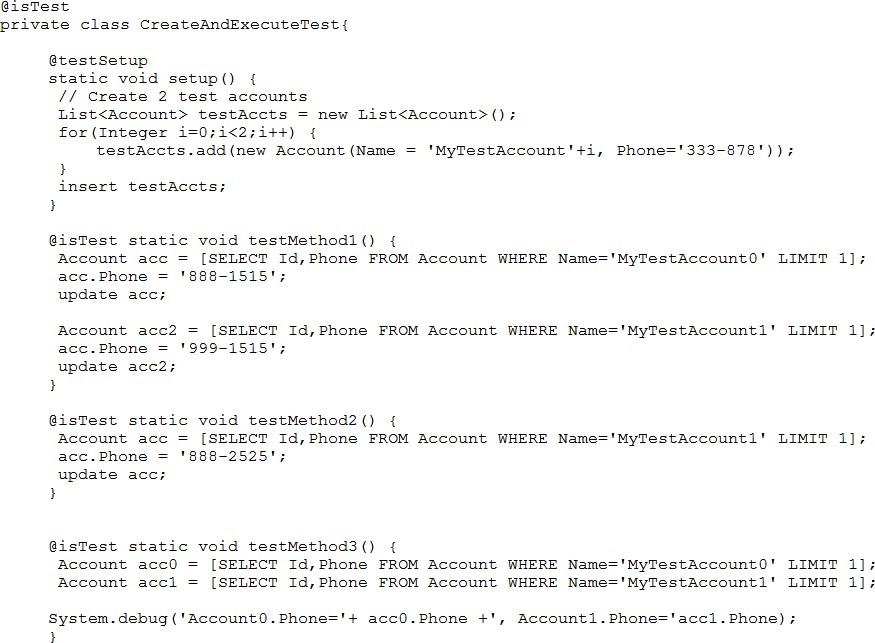 @isTest
private class CreateAndExecuteTest{
@testSetup
static void setup() {
// Create 2 test accounts
List<Account> testAccts = new List<Account>();
for(Integer i=0;i<2;i++) {
testAccts.add(new Account(Name = 'MyTestAccount'+i, Phone='333-878'));
}
insert testAccts;
}
@isTest static void testMethod1() {
Account acc = [SELECT Id,Phone FROM Account WHERE Name='MyTestAccount0' LIMIT 1];
acc.Phone = '888-1515';
update acc;
Account acc2 = [SELECT Id,Phone FROM Account WHERE Name='MyTestAccount1' LIMIT 1];
acc.Phone = '999-1515';
update acc2;
}
@isTest static void testMethod2() {
Account acc = [SELECT Id,Phone FROM Account WHERE Name='MyTestAccount1' LIMIT 1];
acc.Phone = '888-2525';
update acc;
}
@isTest static void testMethod3() {
Account acc0 = [SELECT Id,Phone FROM Account WHERE Name='MyTestAccount0' LIMIT 1];
Account acc1 = [SELECT Id,Phone FROM Account WHERE Name='MyTestAccount1' LIMIT 1];
System.debug('Account0.Phone='+ acc0.Phone +', Account1.Phone='acc1.Phone);
}